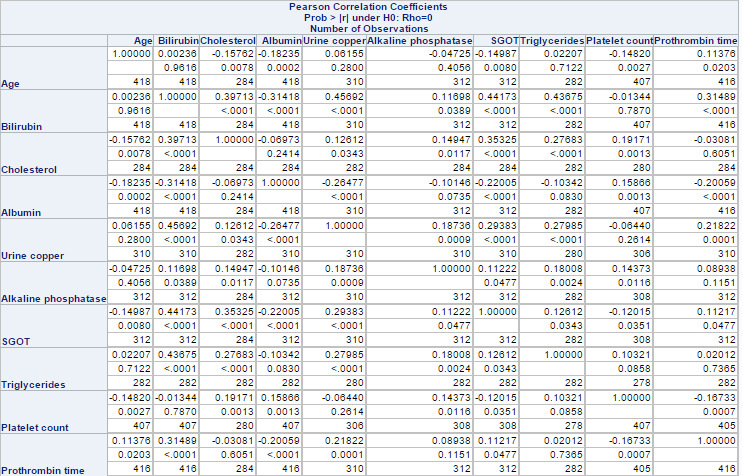 Pearson Correlation Coefficients
Prob > |r| under H0: Rho=0
Number of Observations
Age Bilirubin Cholesterol Albumin Urine copper Alkaline phosphatase SGOT Triglycerides Platelet count Prothrombin time
1.00000 0.00236 -0.15762 -0.18235 0.06155 -0.04725 -0.14987 0.02207 -0.14820 0.11376
0.9616 0.0078 0.0002 0.2800 0.4056 0.0080 0.7122 0.0027 0.0203
Age 418 418 284 418 310 312 312 282 407 416
0.00236 1.00000 0.39713 -0.31418 0.45692 0.11698 0.44173 0.43675 -0.01344 0.31489
0.9616 <.0001 <.0001 <.0001 0.0389 <.0001 <.0001 0.7870 <.0001
Bilirubin 418 418 284 418 310 312 312 282 407 416
-0.15762 0.39713 1.00000 -0.06973 0.12612 0.14947 0.35325 0.27683 0.19171 -0.03081
0.0078 <.0001 0.2414 0.0343 0.0117 <.0001 <.0001 0.0013 0.6051
Cholesterol 284 284 284 284 282 284 284 282 280 284
-0.18235 -0.31418 -0.06973 1.00000 -0.26477 -0.10146 -0.22005 -0.10342 0.15866 -0.20059
0.0002 <.0001 0.2414 <.0001 0.0735 <.0001 0.0830 0.0013 <.0001
Albumin 418 418 284 418 310 312 312 282 407 416
0.06155 0.45692 0.12612 -0.26477 1.00000 0.18736 0.29383 0.27985 -0.06440 0.21822
0.2800 <.0001 0.0343 <.0001 0.0009 <.0001 <.0001 0.2614 0.0001
Urine copper 310 310 282 310 310 310 310 280 306 310
-0.04725 0.11698 0.14947 -0.10146 0.18736 1.00000 0.11222 0.18008 0.14373 0.08938
0.4056 0.0389 0.0117 0.0735 0.0009 0.0477 0.0024 0.0116 0.1151
Alkaline phosphatase 312 312 284 312 310 312 312 282 308 312
-0.14987 0.44173 0.35325 -0.22005 0.29383 0.11222 1.00000 0.12612 -0.12015 0.11217
0.0080 <.0001 <.0001 <.0001 <.0001 0.0477 0.0343 0.0351 0.0477
SGOT 312 312 284 312 310 312 312 282 308 312
0.02207 0.43675 0.27683 -0.10342 0.27985 0.18008 0.12612 1.00000 0.10321 0.02012
0.7122 <.0001 <.0001 0.0830 <.0001 0.0024 0.0343 0.0858 0.7365
Triglycerides 282 282 282 282 280 282 282 282 278 282
-0.14820 -0.01344 0.19171 0.15866 -0.06440 0.14373 -0.12015 0.10321 1.00000 -0.16733
0.0027 0.7870 0.0013 0.0013 0.2614 0.0116 0.0351 0.0858 0.0007
Platelet count 407 407 280 407 306 308 308 278 407 405
0.11376 0.31489 -0.03081 -0.20059 0.21822 0.08938 0.11217 0.02012 -0.16733 1.00000
0.0203 <.0001 0.6051 <.0001 0.0001 0.1151 0.0477 0.7365 0.0007
Prothrombin time 416 416 284 416 310 312 312 282 405 416